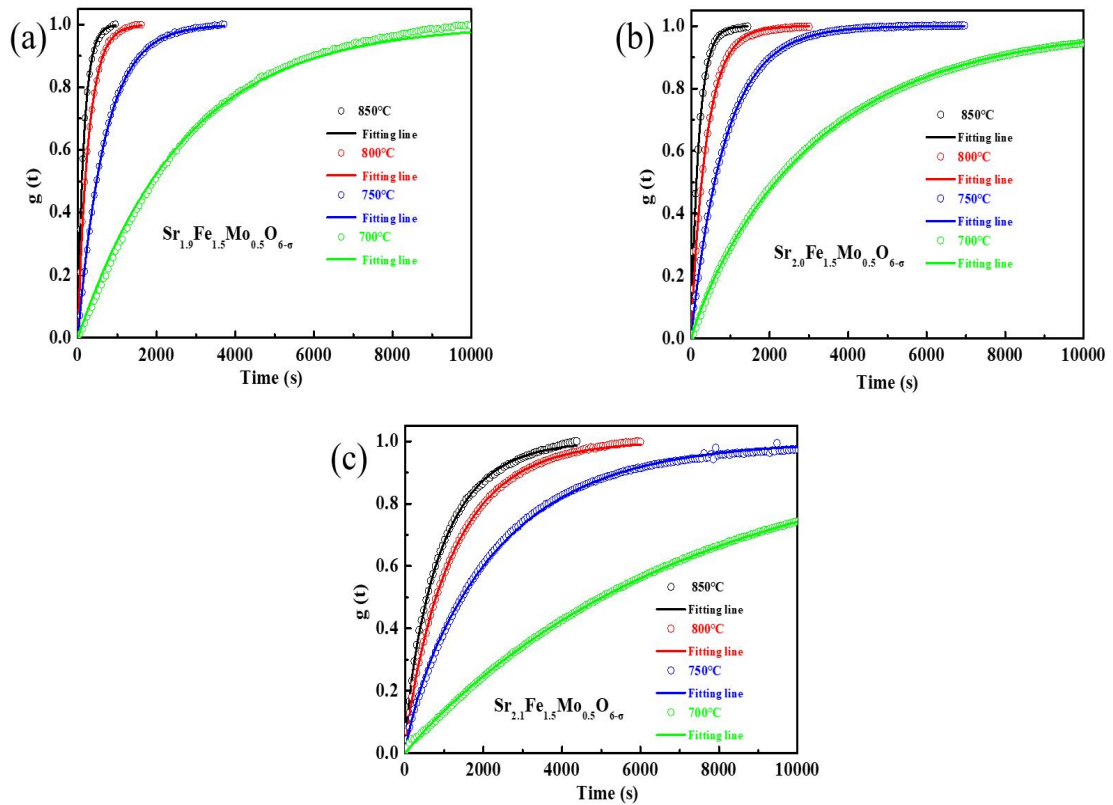 (a)
1.0
0.8
0.6
0.4
0.2
0.0
g (t)
850°C
Fitting line
800°C
Fitting line
750°C
Fitting line
700°C
Fitting line
Sr1.9Fe1.5Mo0.5O6-σ
0 2000 4000 6000 8000 10000
Time (s)
(b)
1.0
0.8
0.6
0.4
0.2
0.0
g (t)
850°C
Fitting line
800°C
Fitting line
750°C
Fitting line
700°C
Fitting line
Sr2.0Fe1.5Mo0.5O6-σ
0 2000 4000 6000 8000 10000
Time (s)
(c)
1.0
0.8
0.6
0.4
0.2
0.0
g (t)
850°C
Fitting line
800°C
Fitting line
750°C
Fitting line
700°C
Fitting line
Sr2.1Fe1.5Mo0.5O6-σ
0 2000 4000 6000 8000 10000
Time (s)